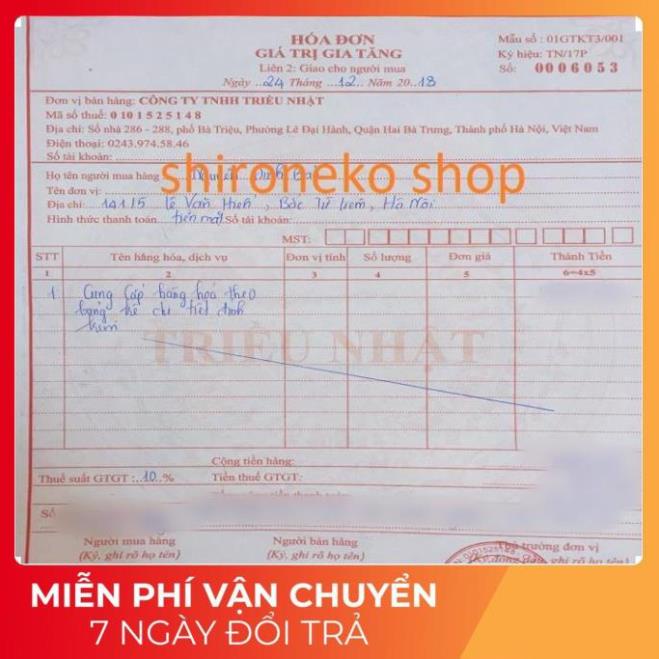 HÓA ĐƠN
GIÁ TRỊ GIA TĂNG
Liên 2: Giao cho người mua
Ngày ..24 Tháng ..12.. Năm 20.18
Mẫu số : 01GTKT3/001
Ký hiệu: TN/17P
Số: 0006053
Đơn vị bán hàng: CÔNG TY TNHH TRIỀU NHẬT
Mã số thuế: 0101525148
Địa chỉ: Số nhà 286 - 288, phố Bà Triệu, Phường Lê Đại Hành, Quận Hai Bà Trưng, Thành phố Hà Nội, Việt Nam
Điện thoại: 0243.974.58.46
Số tài khoản:
Họ tên người mua hàng
shironeko shop
Tên đơn vị:
Địa chỉ: 14115 Lê Văn Hiến, Bắc Từ Liêm, Hà Nội
Hình thức thanh toán: tiền mặt Số tài khoản:
MST:
STT Tên hàng hóa, dịch vụ Đơn vị tính Số lượng Đơn giá Thành Tiền
1 2 3 4 5 6=4x5
1 Cung cấp hàng hoá theo
bảng kê chi tiết đính
kèm
TRIỀU NHẬT
Cộng tiền hàng:
Thuế suất GTGT: .10..% Tiền thuế GTGT:
Số
Người mua hàng Người bán hàng Thủ trưởng đơn vị
(Ký, ghi rõ họ tên) (Ký, ghi rõ họ tên)
MIỄN PHÍ VẬN CHUYỂN
7 NGÀY ĐỔI TRẢ